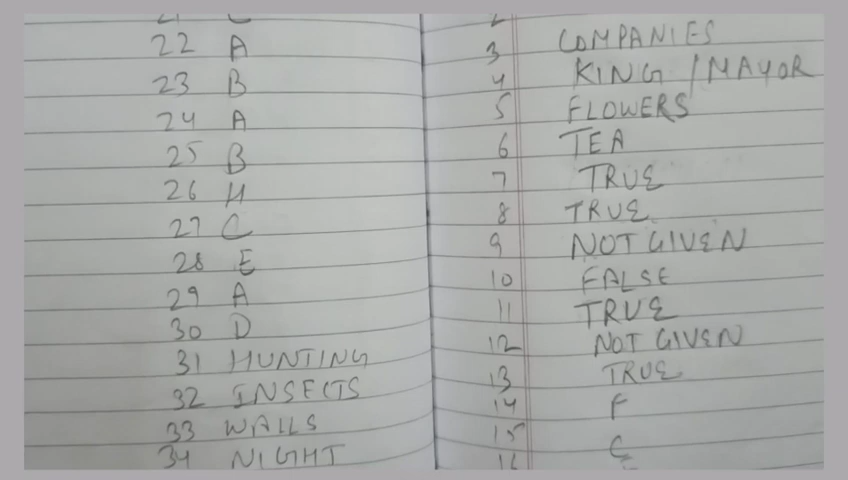 22 A
23 B
24 A
25 B
26 H
27 C
28 E
29 A
30 D
31 HUNTING
32 INSECTS
33 WALLS
34 NIGHT
3 COMPANIES
4 KING / MAYOR
5 FLOWERS
6 TEA
7 TRUE
8 TRUE
9 NOT GIVEN
10 FALSE
11 TRUE
12 NOT GIVEN
13 TRUE
14 F
15